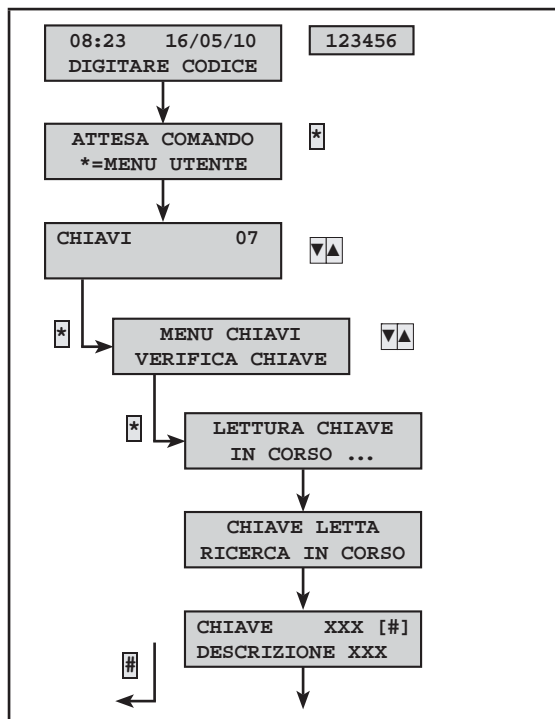 08:23 16/05/10 123456
DIGITARE CODICE
ATTESA COMANDO *
*=MENU UTENTE
CHIAVI 07
▼▲
* MENU CHIAVI ▼▲
VERIFICA CHIAVE
* LETTURA CHIAVE
IN CORSO ...
CHIAVE LETTA
RICERCA IN CORSO
CHIAVE XXX [#]
DESCRIZIONE XXX
#